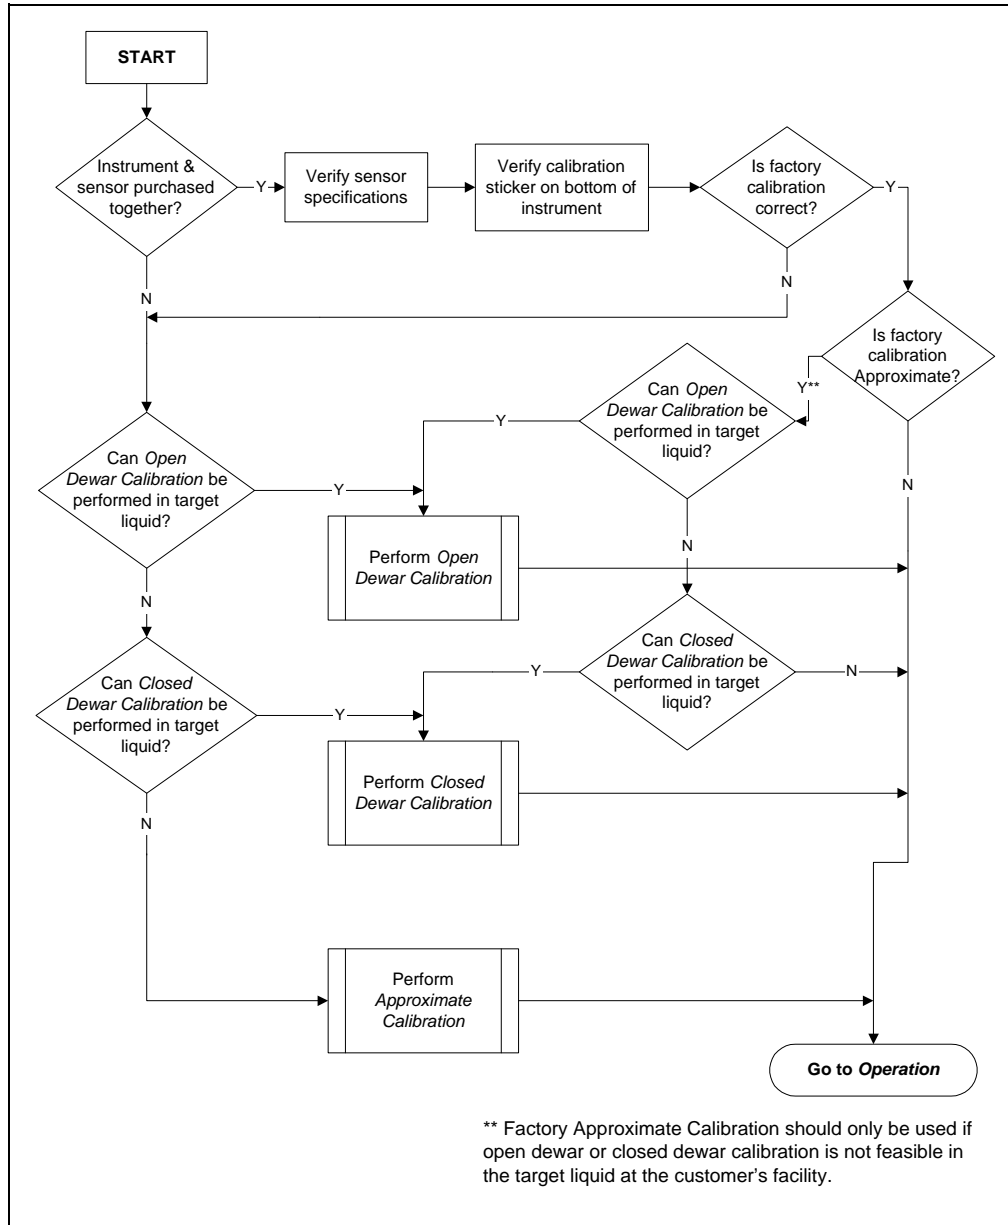 START
Instrument &
sensor purchased
together?
Y
Verify sensor
specifications
Verify calibration
sticker on bottom of
instrument
Is factory
calibration
correct?
Y
N
N
Is factory
calibration
Approximate?
Y**
Can Open
Dewar Calibration be
performed in target
liquid?
Y
N
Can Open
Dewar Calibration be
performed in target
liquid?
Y
Perform Open
Dewar Calibration
N
N
Can Closed
Dewar Calibration be
performed in target
liquid?
Y
N
Can Closed
Dewar Calibration be
performed in target
liquid?
Y
Perform Closed
Dewar Calibration
N
Perform
Approximate
Calibration
Go to Operation
** Factory Approximate Calibration should only be used if
open dewar or closed dewar calibration is not feasible in
the target liquid at the customer's facility.